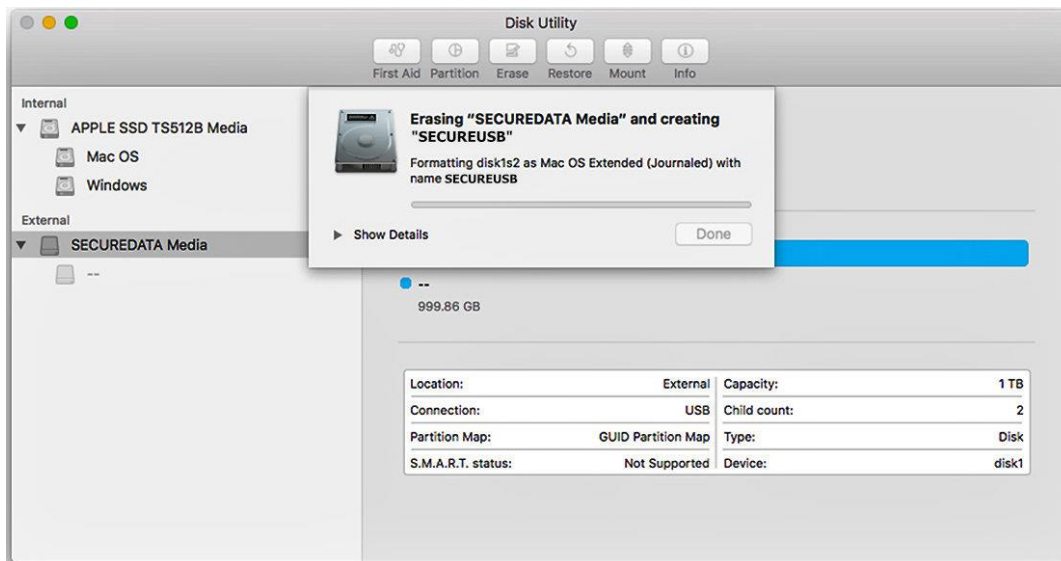 Disk Utility
First Aid Partition Erase Restore Mount Info
Internal
APPLE SSD TS512B Media
Mac OS
Windows
External
SECUREDATA Media
--
Erasing “SECUREDATA Media” and creating
"SECUREUSB"
Formatting disk1s2 as Mac OS Extended (Journaled) with
name SECUREUSB
Show Details
Done
--
999.86 GB
Location: External Capacity: 1 TB
Connection: USB Child count: 2
Partition Map: GUID Partition Map Type: Disk
S.M.A.R.T. status: Not Supported Device: disk1